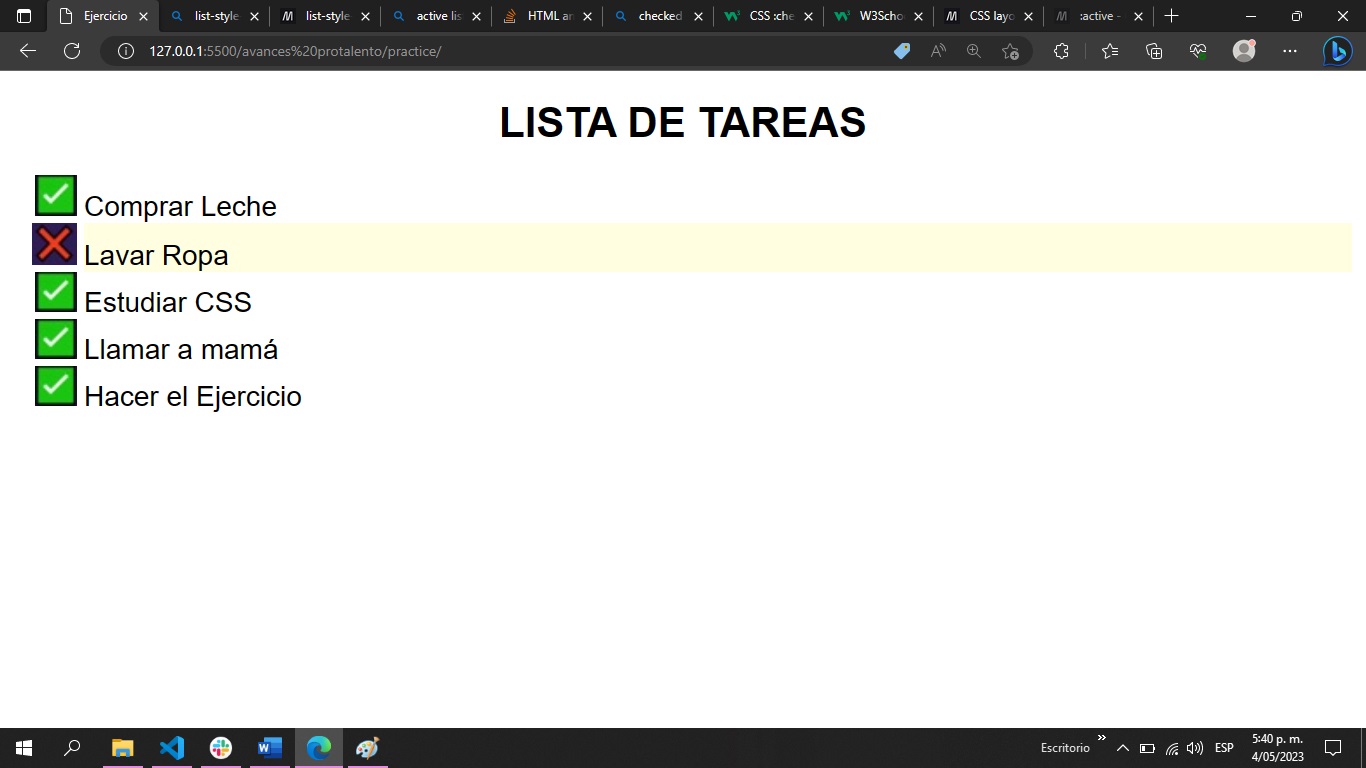 Ejercicio
list-style-
list-style
active lis
HTML an
checked
CSS :che
W3Scho
CSS layo
:active -
127.0.0.1:5500/avances%20protalento/practice/
LISTA DE TAREAS
Comprar Leche
Lavar Ropa
Estudiar CSS
Llamar a mamá
Hacer el Ejercicio
Escritorio
ESP
5:40 p. m.
4/05/2023